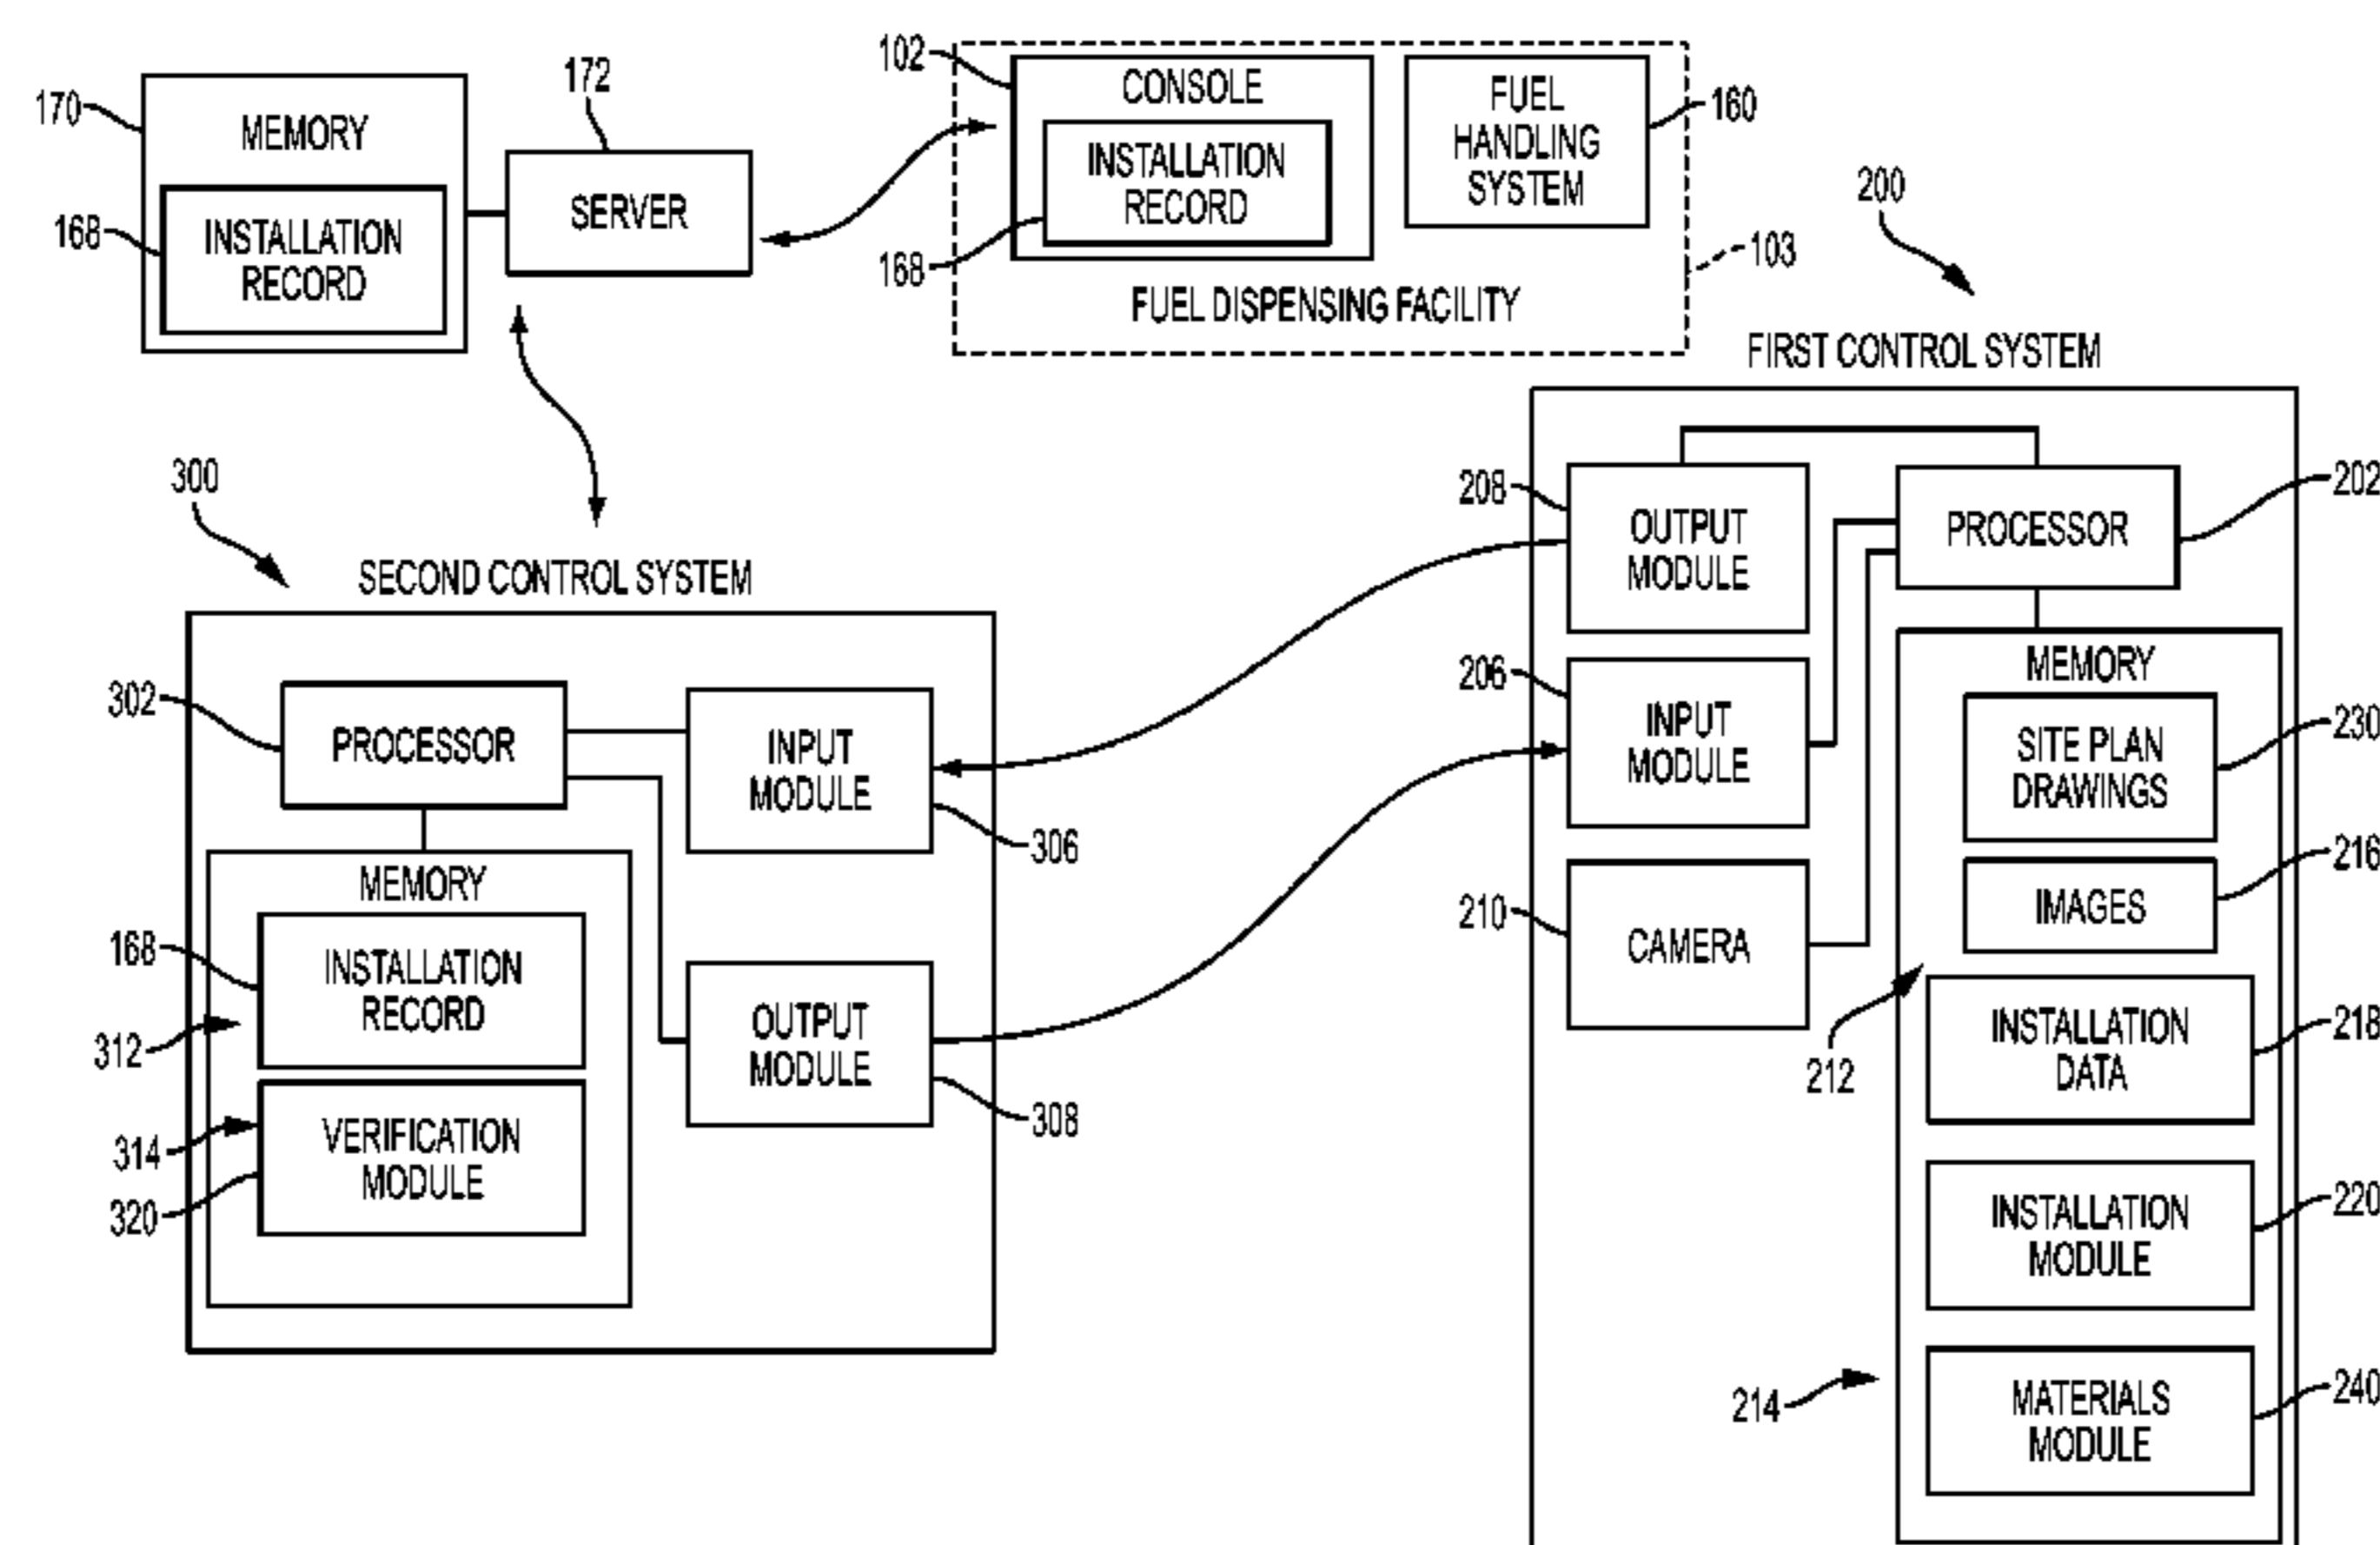 170
MEMORY
168
INSTALLATION
RECORD
172
SERVER
102
CONSOLE
INSTALLATION
RECORD
168
FUEL
HANDLING
SYSTEM
160
FUEL DISPENSING FACILITY
103
200
FIRST CONTROL SYSTEM
208
OUTPUT
MODULE
PROCESSOR
202
206
INPUT
MODULE
210
CAMERA
MEMORY
SITE PLAN
DRAWINGS
230
IMAGES
216
212
INSTALLATION
DATA
218
INSTALLATION
MODULE
220
214
MATERIALS
MODULE
240
300
SECOND CONTROL SYSTEM
302
PROCESSOR
INPUT
MODULE
306
MEMORY
168
INSTALLATION
RECORD
312
314
VERIFICATION
MODULE
320
OUTPUT
MODULE
308